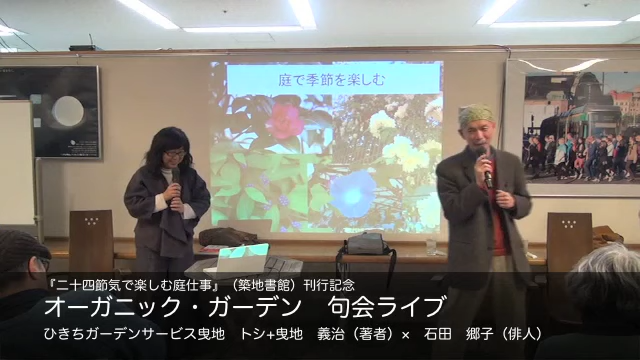 庭で季節を楽しむ
『二十四節気で楽しむ庭仕事』（築地書館）刊行記念
オーガニック・ガーデン　句会ライブ
ひきちガーデンサービス曳地　トシ+曳地　義治（著者）×　石田　郷子（俳人）